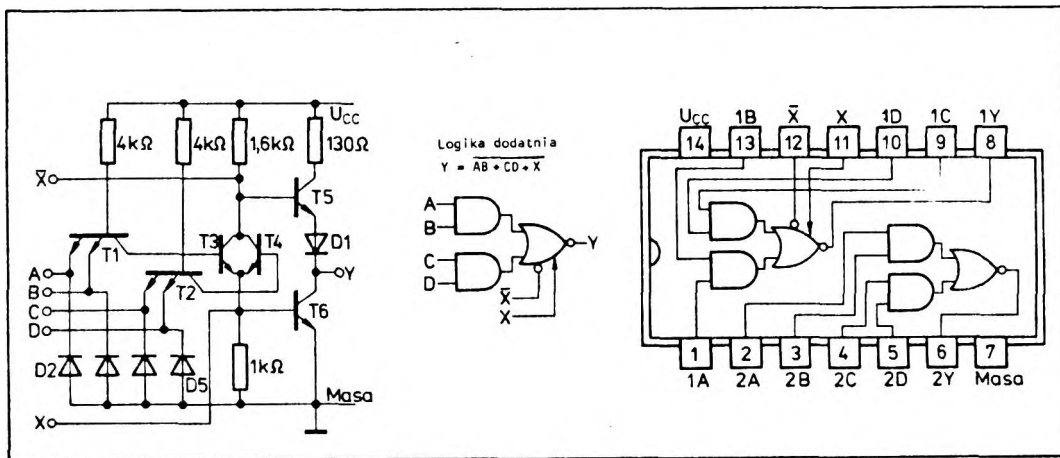 UCC
4kΩ 4kΩ 1,6kΩ 130Ω
X̅
T5
T3 T4 D1
T1
A Y
B T2
C
D T6
D2 D5 1kΩ
Masa
X
Logika dodatnia
Y = \overline{AB + CD + X}
A
B
Y
C
D
X̅
X
UCC 1B X̅ X 1D 1C 1Y
14 13 12 11 10 9 8
1 2 3 4 5 6 7
1A 2A 2B 2C 2D 2Y Masa